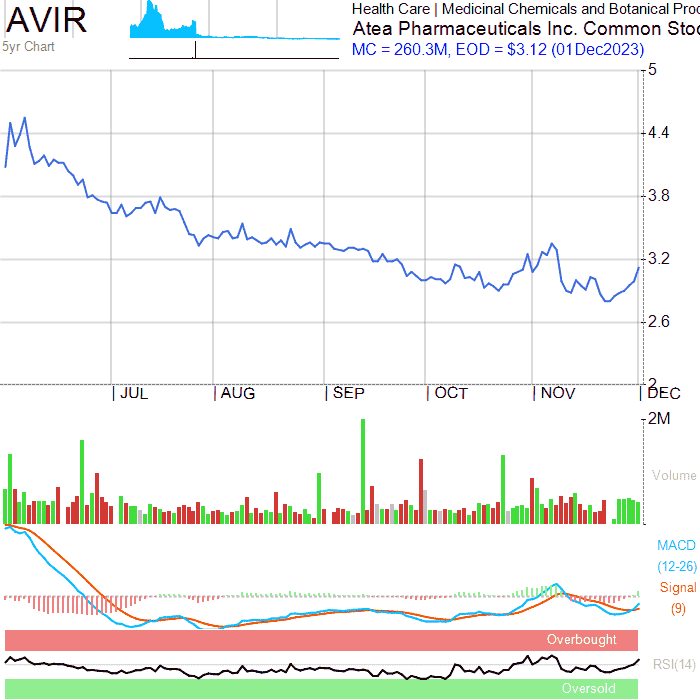 AVIR
5yr Chart
Health Care | Medicinal Chemicals and Botanical Pro
Atea Pharmaceuticals Inc. Common Sto
MC = 260.3M, EOD = $3.12 (01Dec2023)
5
4.4
3.8
3.2
2.6
2
JUL AUG SEP OCT NOV DEC
2M
Volume
MACD
(12-26)
Signal
(9)
Overbought
RSI(14)
Oversold